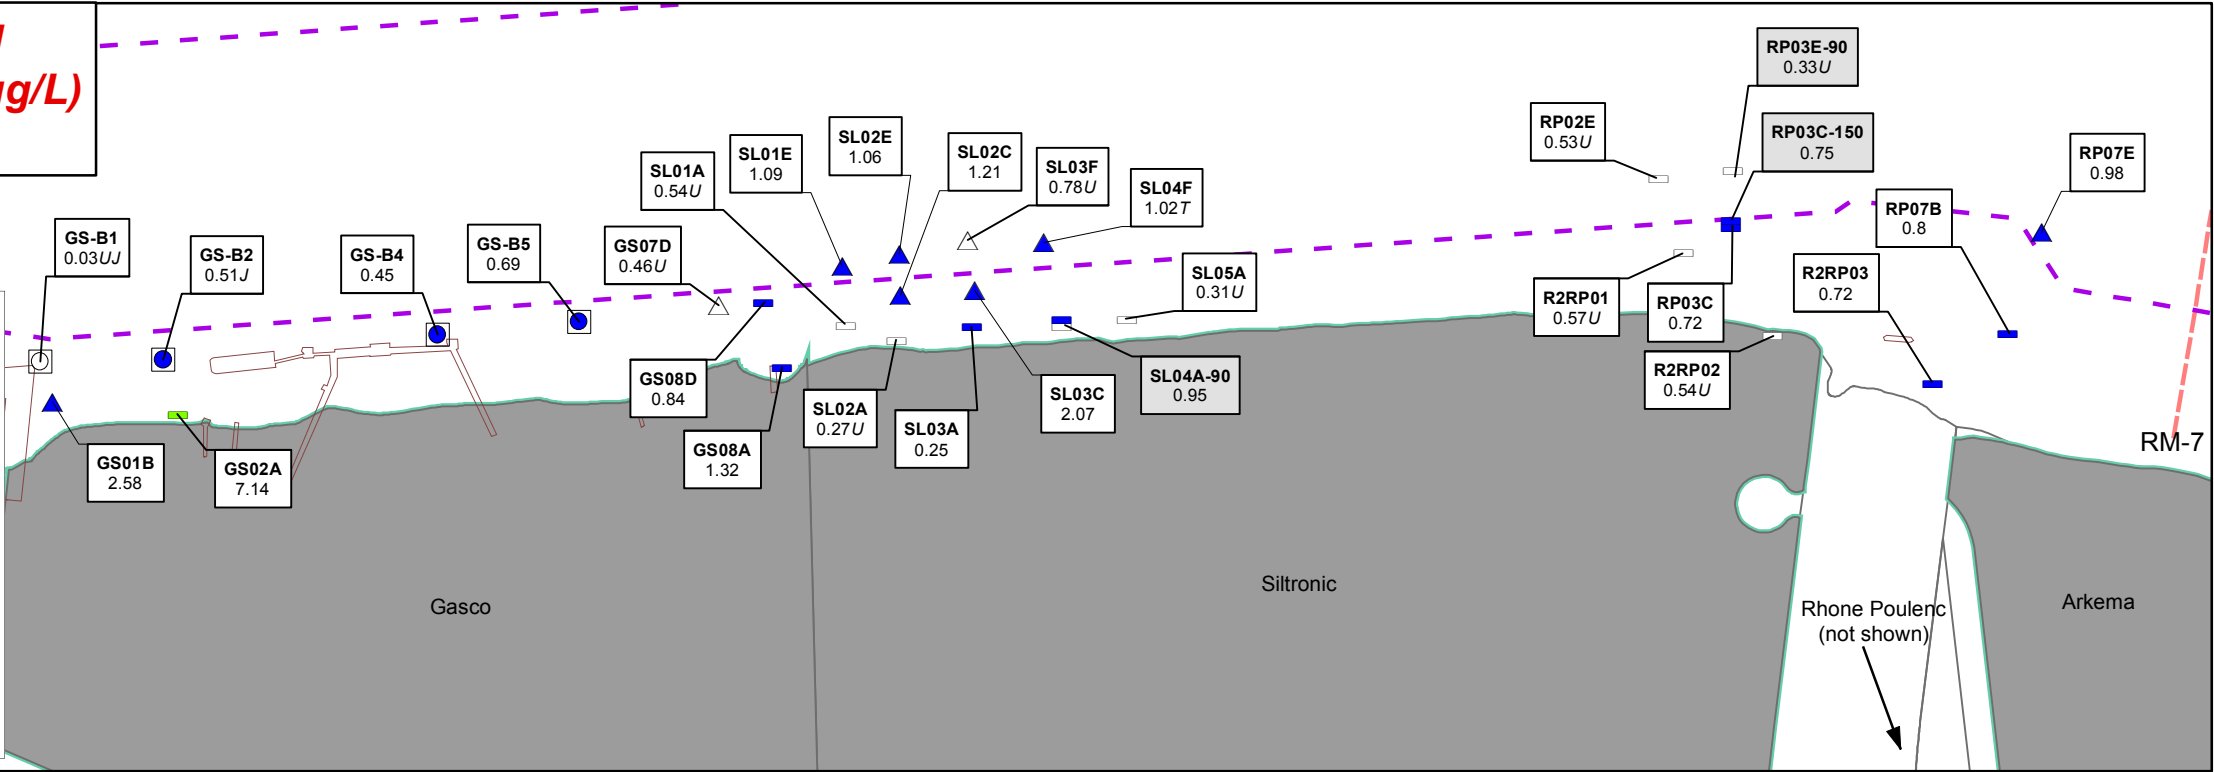 RP03E-90
0.33U
RP02E
0.53U
RP03C-150
0.75
SL02E
1.06
SL01E
1.09
SL02C
1.21
SL03F
0.78U
SL01A
0.54U
SL04F
1.02T
RP07E
0.98
RP07B
0.8
GS-B1
0.03UJ
GS-B2
0.51J
GS-B4
0.45
GS-B5
0.69
GS07D
0.46U
SL05A
0.31U
R2RP01
0.57U
RP03C
0.72
R2RP03
0.72
R2RP02
0.54U
GS08D
0.84
SL02A
0.27U
SL03A
0.25
SL03C
2.07
SL04A-90
0.95
GS08A
1.32
GS01B
2.58
GS02A
7.14
RM-7
Gasco
Siltronic
Rhone Poulenc
(not shown)
Arkema